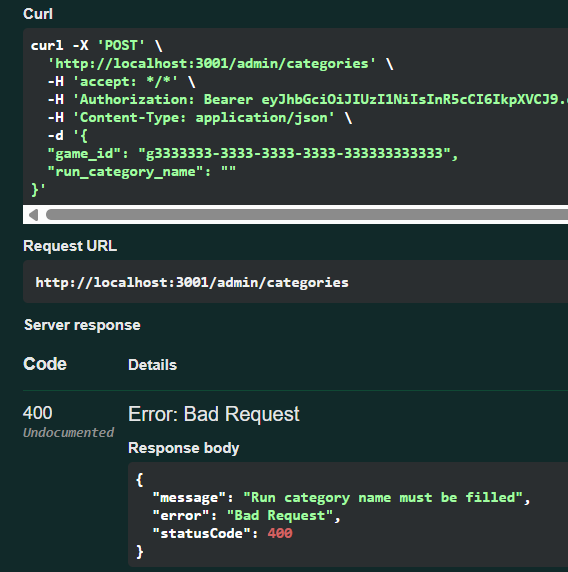 Curl
curl -X 'POST' \
'http://localhost:3001/admin/categories' \
-H 'accept: */*' \
-H 'Authorization: Bearer eyJhbGciOiJIUzI1NiIsInR5cCI6IkpXVCJ9.
-H 'Content-Type: application/json' \
-d '{
"game_id": "g3333333-3333-3333-3333-333333333333",
"run_category_name": ""
}'
Request URL
http://localhost:3001/admin/categories
Server response
Code Details
400 Error: Bad Request
Undocumented
Response body
{
"message": "Run category name must be filled",
"error": "Bad Request",
"statusCode": 400
}